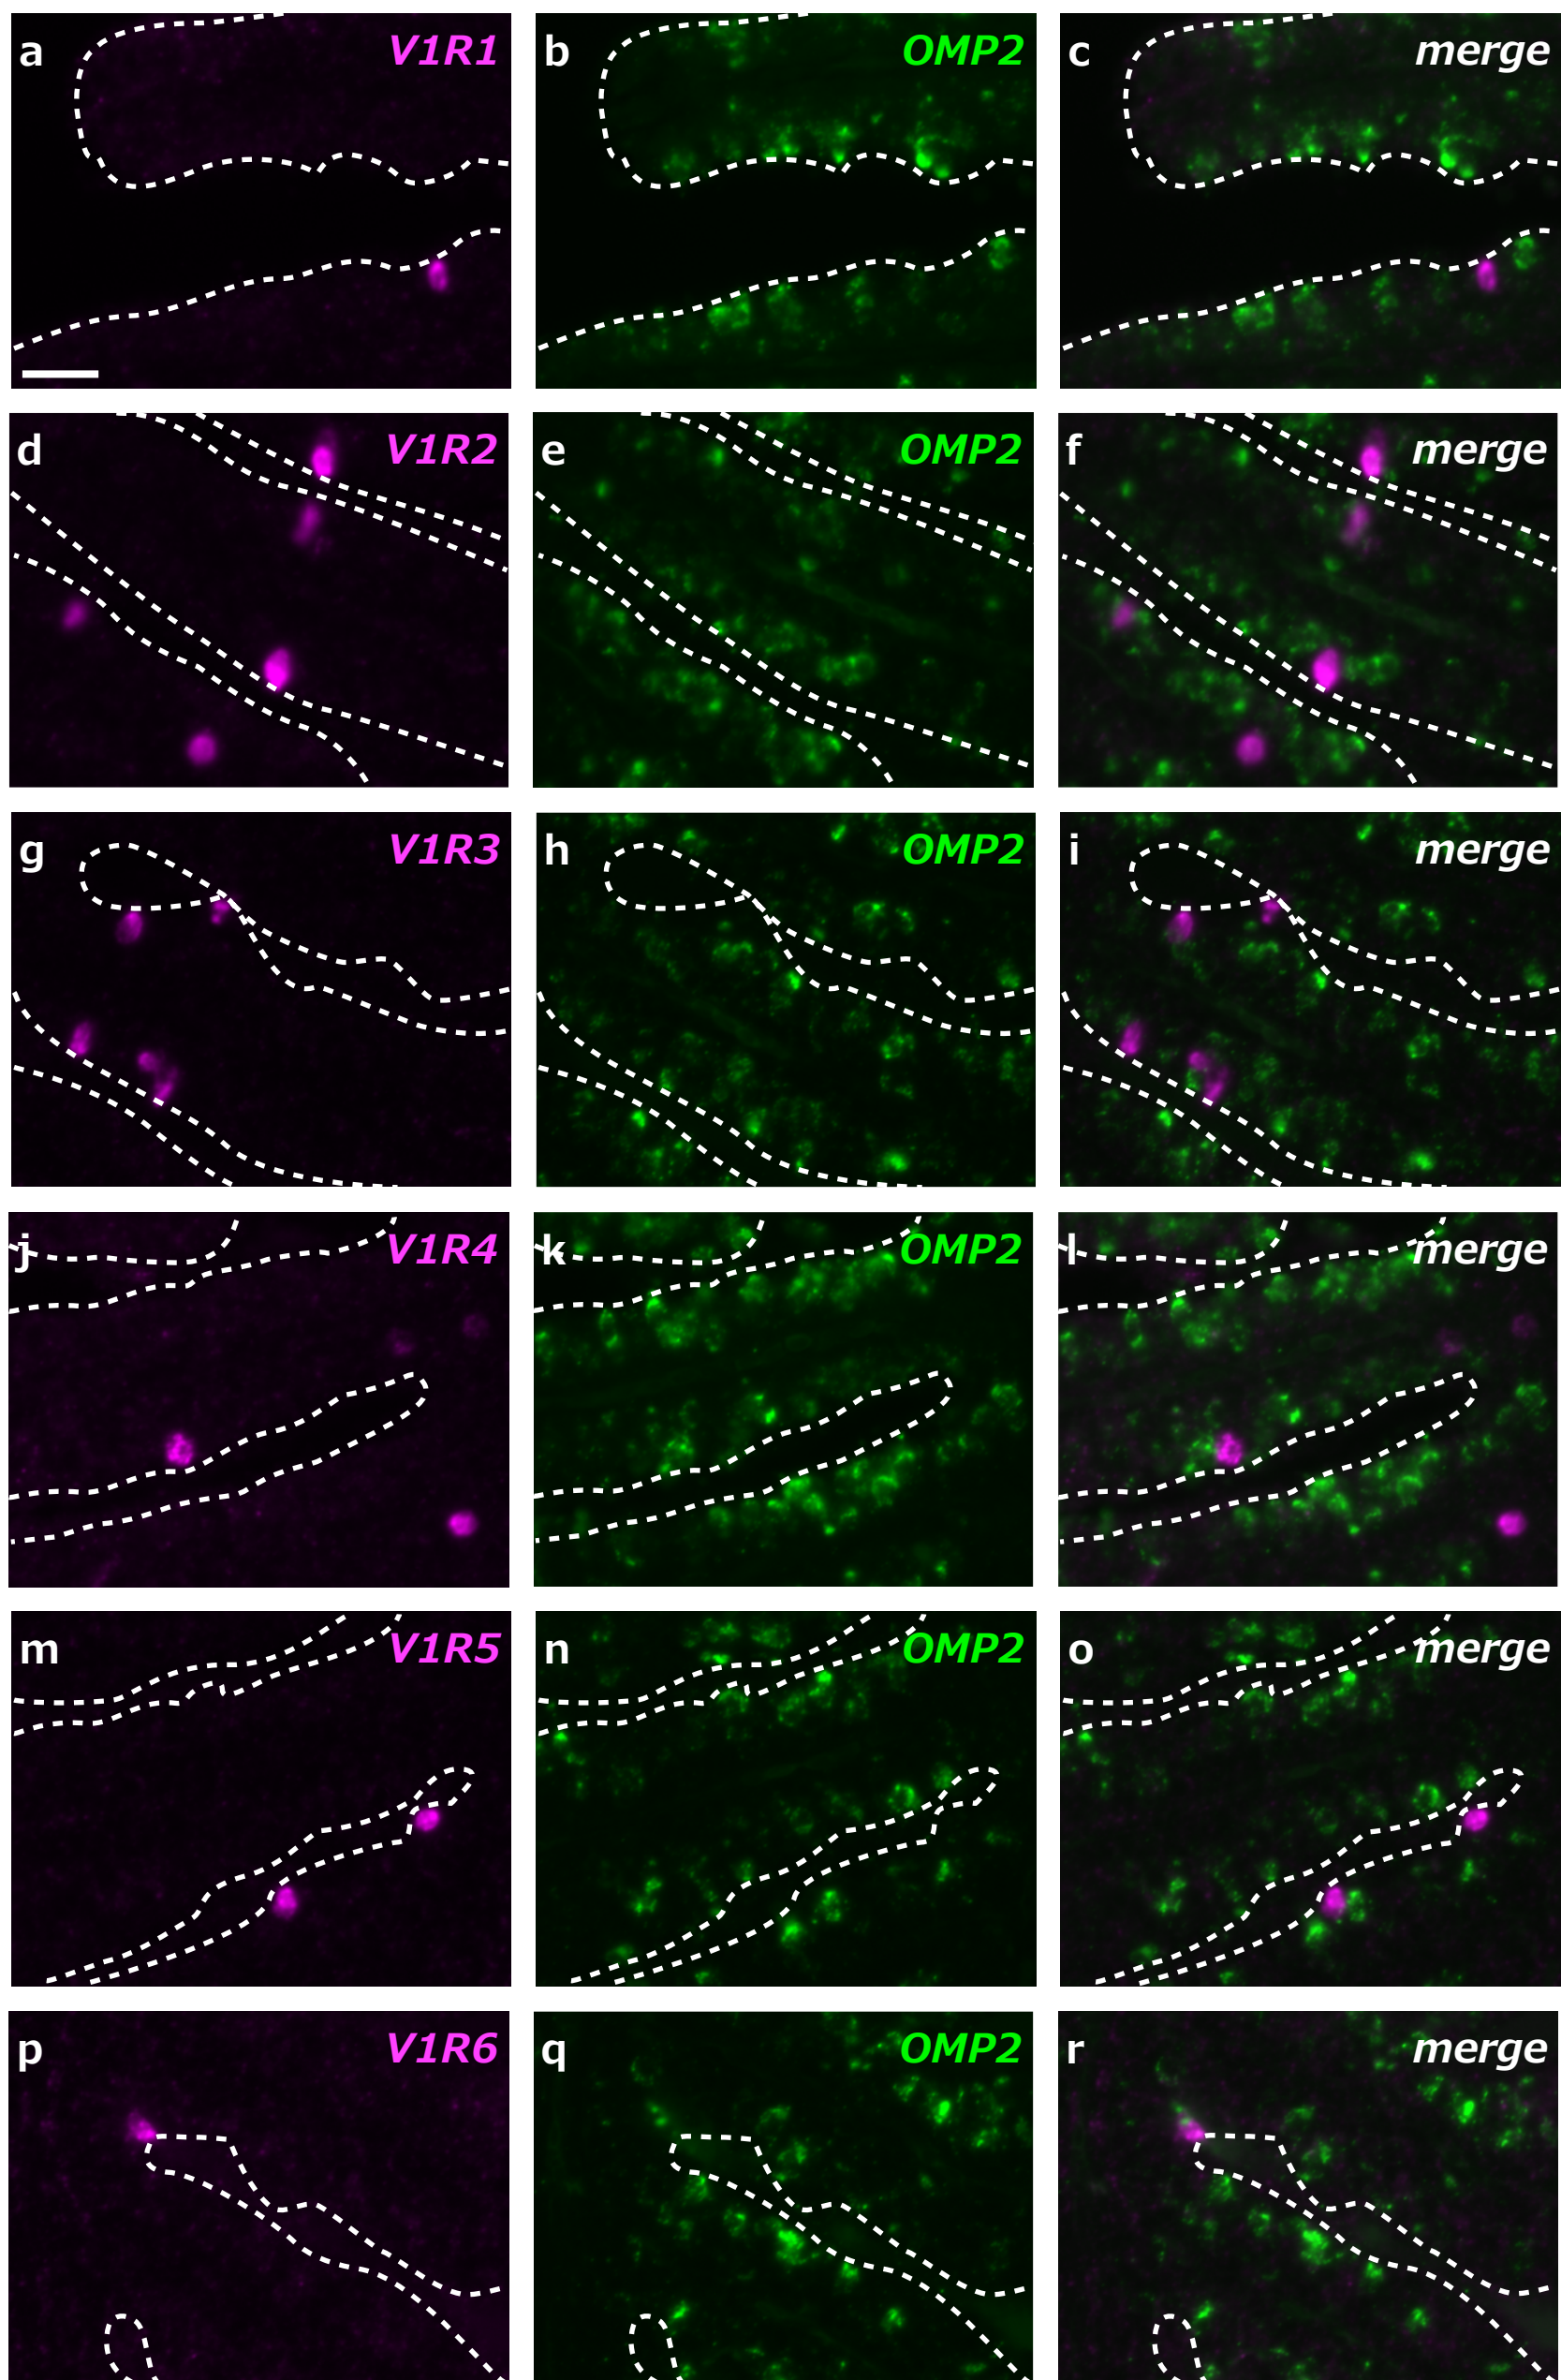 a V1R1 b OMP2 c merge
d V1R2 e OMP2 f merge
g V1R3 h OMP2 i merge
j V1R4 k OMP2 l merge
m V1R5 n OMP2 o merge
p V1R6 q OMP2 r merge